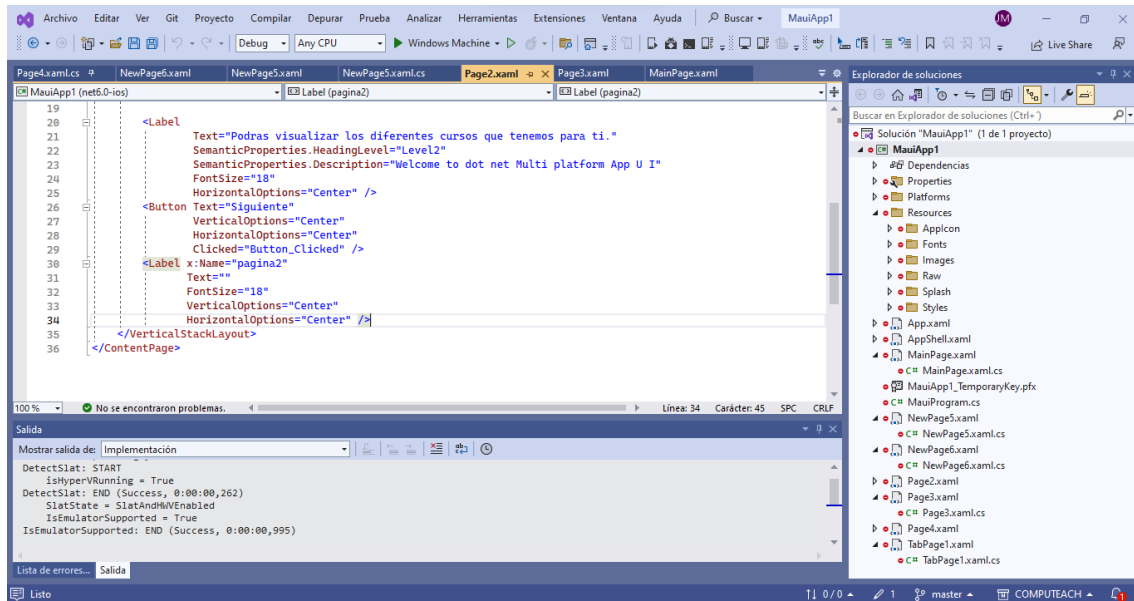 Archivo Editar Ver Git Proyecto Compilar Depurar Prueba Analizar Herramientas Extensiones Ventana Ayuda Buscar MauiApp1 JM
Debug Any CPU Windows Machine Live Share
Page4.xaml.cs NewPage6.xaml NewPage5.xaml NewPage5.xaml.cs Page2.xaml Page3.xaml MainPage.xaml
MauiApp1 (net6.0-ios) Label (pagina2) Label (pagina2)
19
20 <Label
21 Text="Podras visualizar los diferentes cursos que tenemos para ti."
22 SemanticProperties.HeadingLevel="Level2"
23 SemanticProperties.Description="Welcome to dot net Multi platform App U I"
24 FontSize="18"
25 HorizontalOptions="Center" />
26 <Button Text="Siguiente"
27 VerticalOptions="Center"
28 HorizontalOptions="Center"
29 Clicked="Button_Clicked" />
30 <Label x:Name="pagina2"
31 Text=""
32 FontSize="18"
33 VerticalOptions="Center"
34 HorizontalOptions="Center" />
35 </VerticalStackLayout>
36 </ContentPage>
100 % No se encontraron problemas. Línea: 34 Carácter: 45 SPC CRLF
Salida
Mostrar salida de: Implementación
DetectSlat: START
isHyperVRunning = True
DetectSlat: END (Success, 0:00:00,262)
SlatState = SlatAndHWVEnabled
IsEmulatorSupported = True
IsEmulatorSupported: END (Success, 0:00:00,995)
Lista de errores... Salida
Explorador de soluciones
Buscar en Explorador de soluciones (Ctrl+´)
Solución "MauiApp1" (1 de 1 proyecto)
MauiApp1
Dependencias
Properties
Platforms
Resources
AppIcon
Fonts
Images
Raw
Splash
Styles
App.xaml
AppShell.xaml
MainPage.xaml
C# MainPage.xaml.cs
MauiApp1_TemporaryKey.pfx
C# MauiProgram.cs
NewPage5.xaml
C# NewPage5.xaml.cs
NewPage6.xaml
C# NewPage6.xaml.cs
Page2.xaml
Page3.xaml
C# Page3.xaml.cs
Page4.xaml
TabPage1.xaml
C# TabPage1.xaml.cs
Listo 0 / 0 1 master COMPUTEACH 1